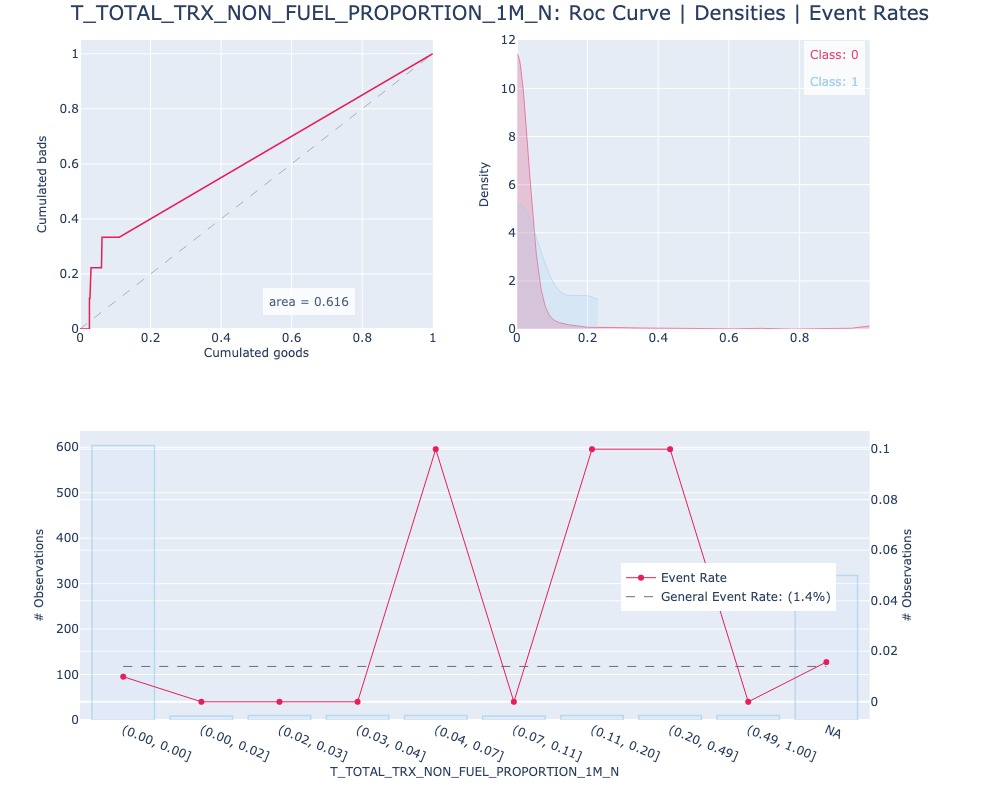 T_TOTAL_TRX_NON_FUEL_PROPORTION_1M_N: Roc Curve | Densities | Event Rates
1
0.8
0.6
0.4
0.2
0
Cumulated bads
area = 0.616
0 0.2 0.4 0.6 0.8 1
Cumulated goods
12
10
8
6
4
2
0
Density
Class: 0
Class: 1
0 0.2 0.4 0.6 0.8
600
500
400
300
200
100
0
# Observations
Event Rate
General Event Rate: (1.4%)
0.1
0.08
0.06
0.04
0.02
0
# Observations
(0.00, 0.00]
(0.00, 0.02]
(0.02, 0.03]
(0.03, 0.04]
(0.04, 0.07]
(0.07, 0.11]
(0.11, 0.20]
(0.20, 0.49]
(0.49, 1.00]
NA
T_TOTAL_TRX_NON_FUEL_PROPORTION_1M_N